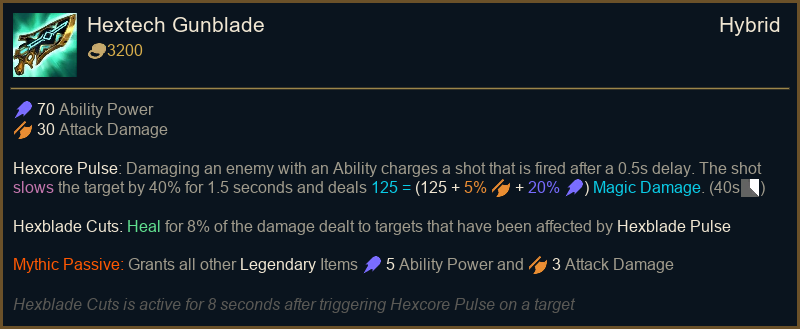 Hextech Gunblade
Hybrid
3200
70 Ability Power
30 Attack Damage
Hexcore Pulse: Damaging an enemy with an Ability charges a shot that is fired after a 0.5s delay. The shot
slows the target by 40% for 1.5 seconds and deals 125 = (125 + 5% + 20% ) Magic Damage. (40s )
Hexblade Cuts: Heal for 8% of the damage dealt to targets that have been affected by Hexblade Pulse
Mythic Passive: Grants all other Legendary Items 5 Ability Power and 3 Attack Damage
Hexblade Cuts is active for 8 seconds after triggering Hexcore Pulse on a target